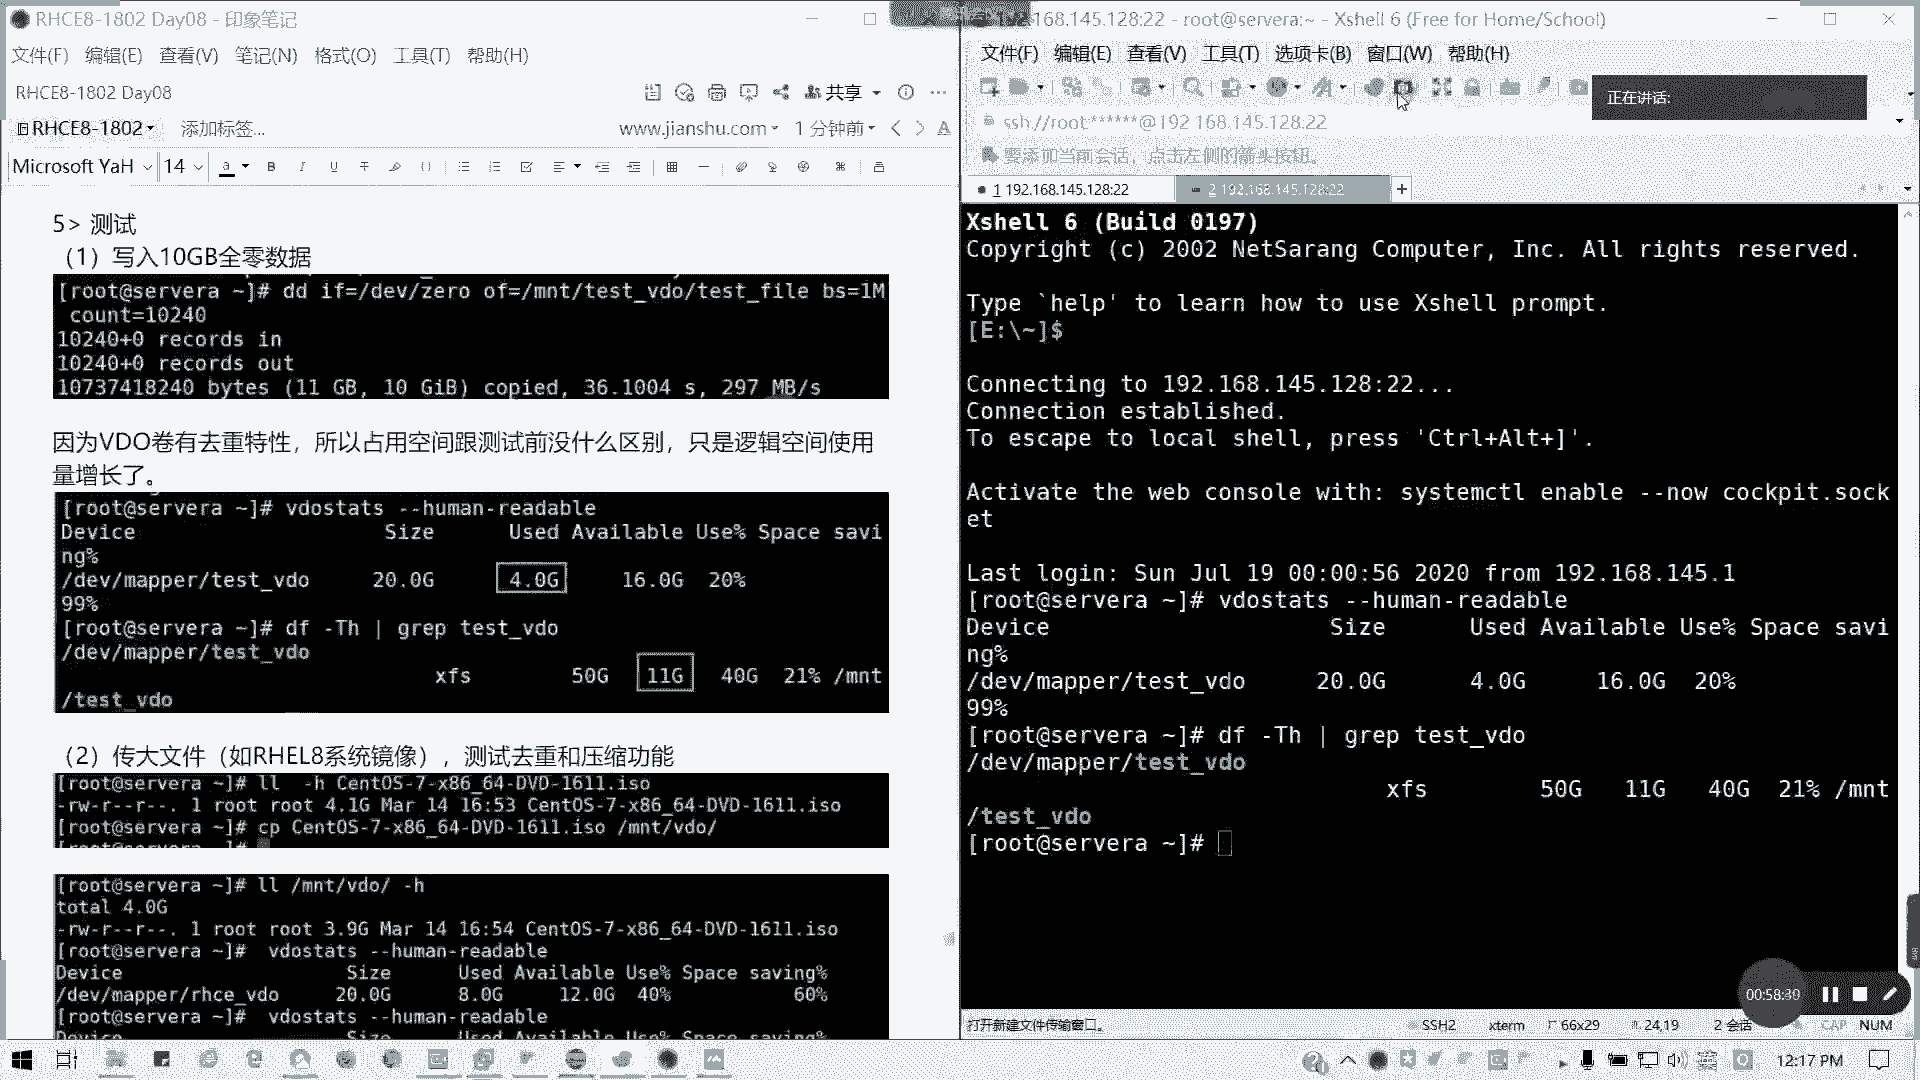 RHCE8-1802 Day08 - 印象笔记
文件(F) 编辑(E) 查看(V) 笔记(N) 格式(O) 工具(T) 帮助(H)
RHCE8-1802 Day08
共享
RHCE8-1802
添加标签...
www.jianshu.com
1 分钟前
Microsoft YaH
14
5> 测试
（1）写入10GB全零数据
[root@servera ~]# dd if=/dev/zero of=/mnt/test_vdo/test_file bs=1M
count=10240
10240+0 records in
10240+0 records out
10737418240 bytes (11 GB, 10 GiB) copied, 36.1004 s, 297 MB/s
因为VDO卷有去重特性，所以占用空间跟测试前没什么区别，只是逻辑空间使用
量增长了。
[root@servera ~]# vdostats --human-readable
Device Size Used Available Use% Space savi
ng%
/dev/mapper/test_vdo 20.0G 4.0G 16.0G 20%
99%
[root@servera ~]# df -Th | grep test_vdo
/dev/mapper/test_vdo
xfs 50G 11G 40G 21% /mnt
/test_vdo
（2）传大文件（如RHEL8系统镜像），测试去重和压缩功能
[root@servera ~]# ll -h CentOS-7-x86_64-DVD-1611.iso
-rw-r--r--. 1 root root 4.1G Mar 14 16:53 CentOS-7-x86_64-DVD-1611.iso
[root@servera ~]# cp CentOS-7-x86_64-DVD-1611.iso /mnt/vdo/
[root@servera ~]# ll /mnt/vdo/ -h
total 4.0G
-rw-r--r--. 1 root root 3.9G Mar 14 16:54 CentOS-7-x86_64-DVD-1611.iso
[root@servera ~]# vdostats --human-readable
Device Size Used Available Use% Space saving%
/dev/mapper/rhce_vdo 20.0G 8.0G 12.0G 40% 60%
[root@servera ~]# vdostats --human-readable
192.168.145.128:22 - root@servera:~ - Xshell 6 (Free for Home/School)
文件(F) 编辑(E) 查看(V) 工具(T) 选项卡(B) 窗口(W) 帮助(H)
正在讲话:
ssh://root:******@192.168.145.128:22
要添加当前会话，点击左侧的箭头按钮。
1 192.168.145.128:22
2 192.168.145.128:22
Xshell 6 (Build 0197)
Copyright (c) 2002 NetSarang Computer, Inc. All rights reserved.
Type `help' to learn how to use Xshell prompt.
[E:\~]$
Connecting to 192.168.145.128:22...
Connection established.
To escape to local shell, press 'Ctrl+Alt+]'.
Activate the web console with: systemctl enable --now cockpit.sock
et
Last login: Sun Jul 19 00:00:56 2020 from 192.168.145.1
[root@servera ~]# vdostats --human-readable
Device Size Used Available Use% Space savi
ng%
/dev/mapper/test_vdo 20.0G 4.0G 16.0G 20%
99%
[root@servera ~]# df -Th | grep test_vdo
/dev/mapper/test_vdo
xfs 50G 11G 40G 21% /mnt
/test_vdo
[root@servera ~]#
00:58:30
打开新建文件传输窗口。
SSH2
xterm
66x29
24,19
2 会话
CAP
NUM
12:17 PM